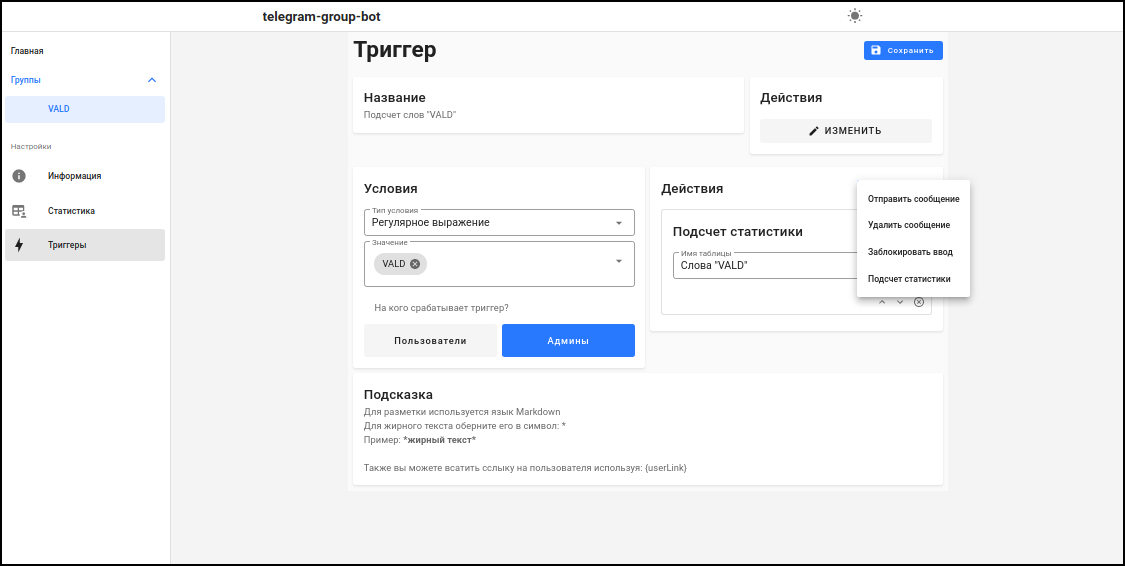 telegram-group-bot
Главная
Группы
VALD
Настройки
Информация
Статистика
Триггеры
Триггер
Сохранить
Название
Подсчет слов "VALD"
Действия
ИЗМЕНИТЬ
Условия
Тип условия
Регулярное выражение
Значение
VALD
На кого срабатывает триггер?
Пользователи
Админы
Действия
Подсчет статистики
Имя таблицы
Слова "VALD"
Отправить сообщение
Удалить сообщение
Заблокировать ввод
Подсчет статистики
Подсказка
Для разметки используется язык Markdown
Для жирного текста оберните его в символ: *
Пример: *жирный текст*
Также вы можете вставить сслыку на пользователя используя: {userLink}